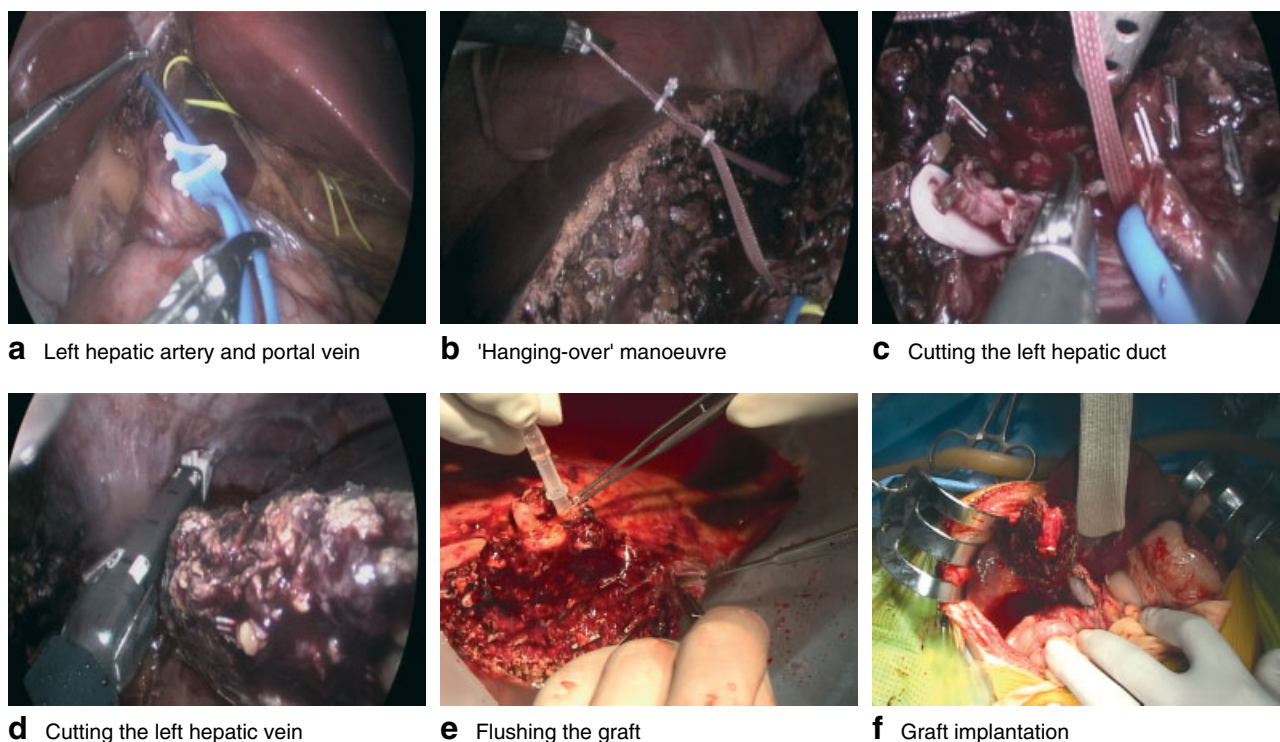 a Left hepatic artery and portal vein
b 'Hanging-over' manoeuvre
c Cutting the left hepatic duct
d Cutting the left hepatic vein
e Flushing the graft
f Graft implantation